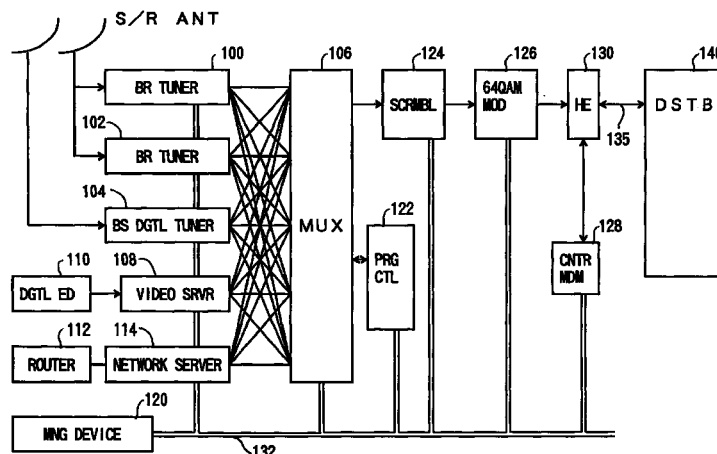 S/R ANT
100
106
124
126
130
140
BR TUNER
MUX
SCRMBL
64QAM
MOD
HE
DSTB
135
102
BR TUNER
104
BS DGTL TUNER
122
PRG
CTL
128
CNTR
MDM
110
108
DGTL ED
VIDEO SRVR
112
114
ROUTER
NETWORK SERVER
120
MNG DEVICE
132